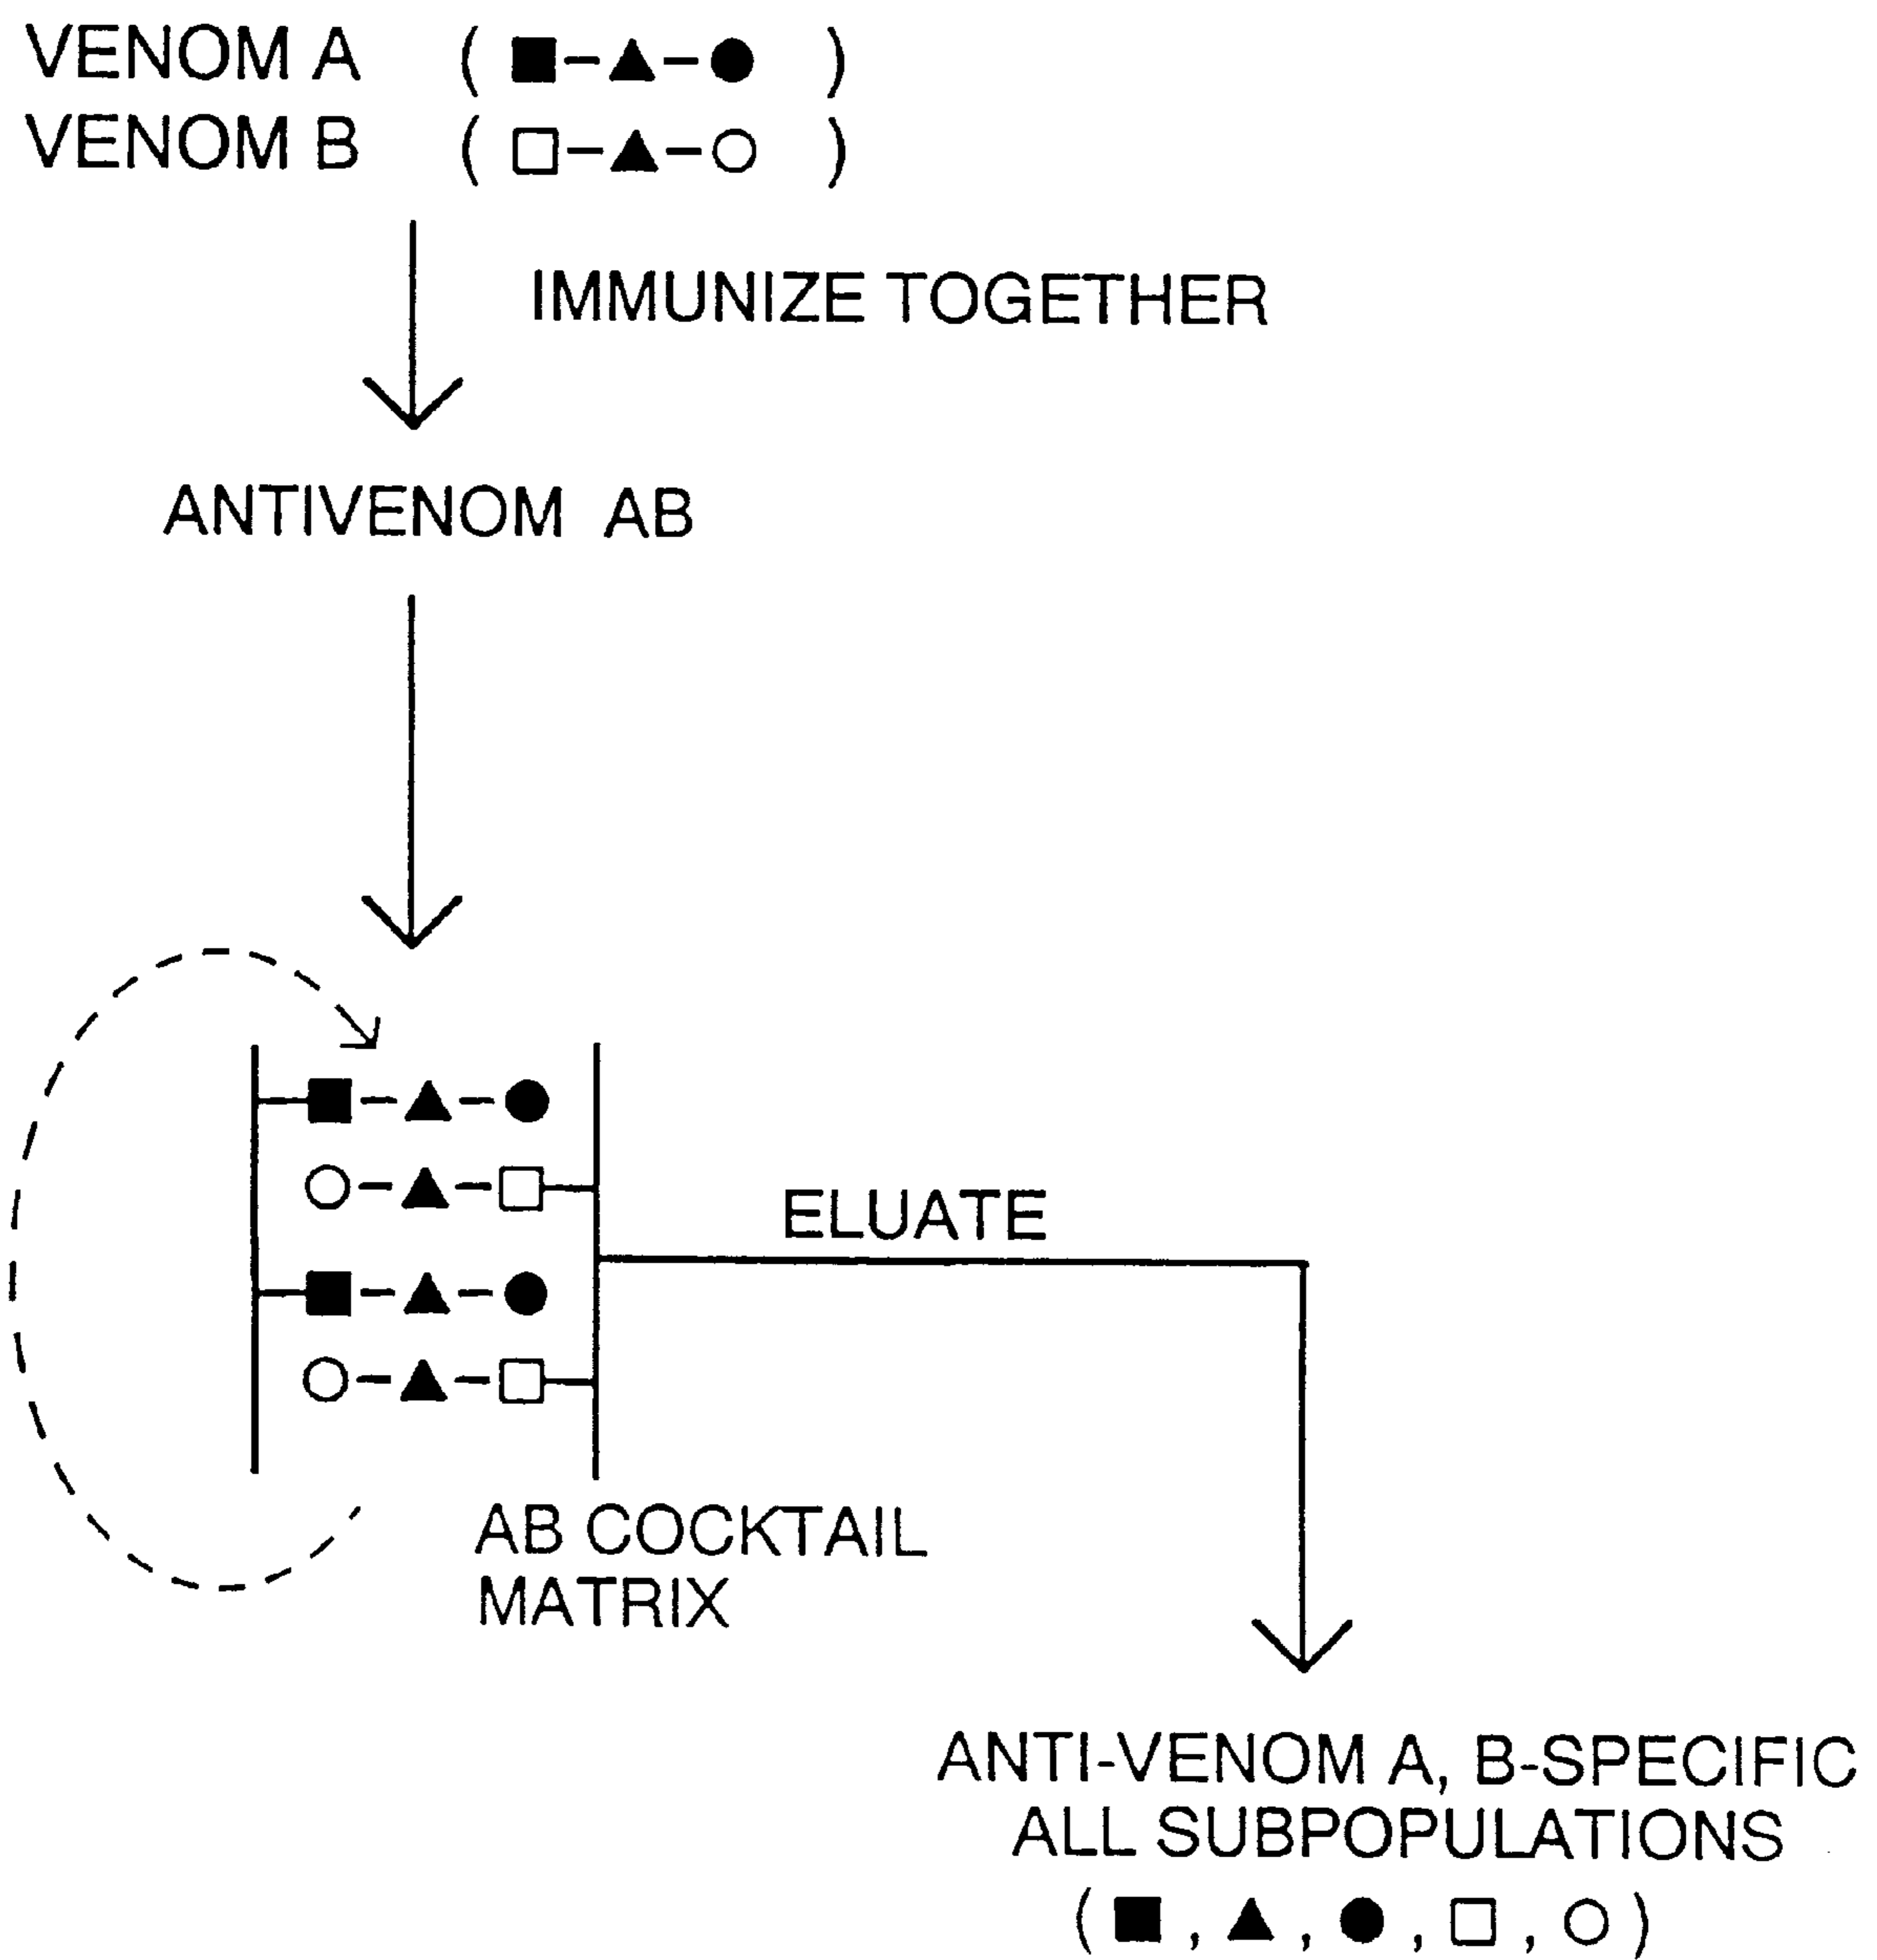 VENOM A ( ■-▲-● )
VENOM B ( □-▲-○ )
IMMUNIZE TOGETHER
ANTIVENOM AB
ELUATE
AB COCKTAIL
MATRIX
ANTI-VENOM A, B-SPECIFIC
ALL SUBPOPULATIONS
( ■ , ▲ , ● , □ , ○ )